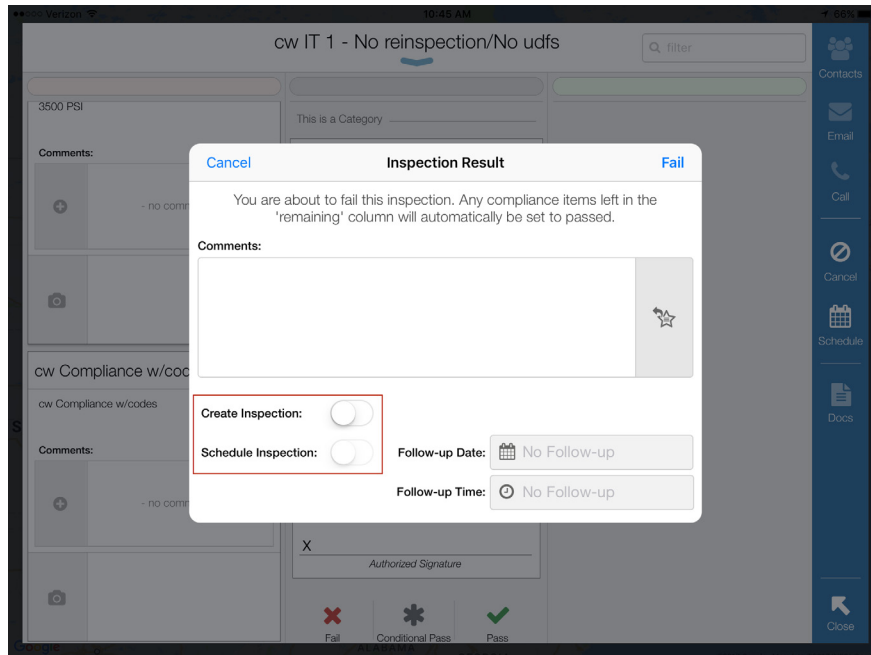 Verizon
10:45 AM
66%
cw IT 1 - No reinspection/No udfs
filter
Contacts
Email
Call
Cancel
Schedule
Docs
Close
3500 PSI
Comments:
- no comm
cw Compliance w/cod
cw Compliance w/codes
Comments:
- no comm
This is a Category
Cancel
Inspection Result
Fail
You are about to fail this inspection. Any compliance items left in the
'remaining' column will automatically be set to passed.
Comments:
Create Inspection:
Schedule Inspection:
Follow-up Date:
No Follow-up
Follow-up Time:
No Follow-up
X
Authorized Signature
Fail
Conditional Pass
Pass
ALABAMA
Google